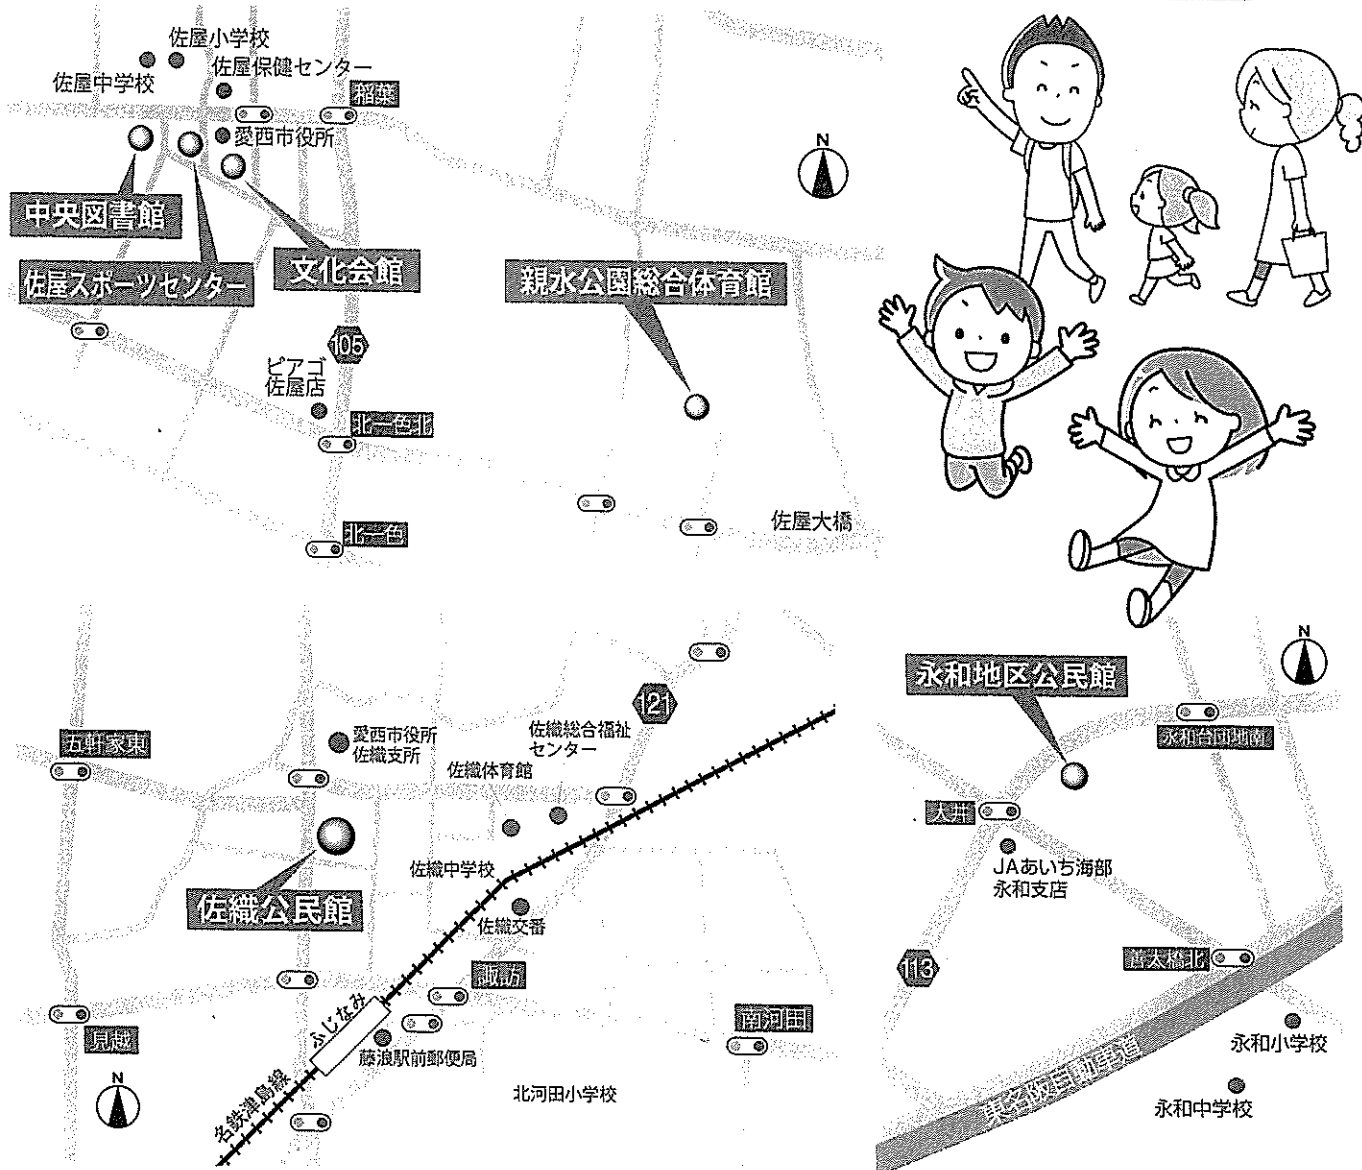 佐屋小学校
佐屋中学校
佐屋保健センター
稲葉
愛西市役所
N
中央図書館
佐屋スポーツセンター
文化会館
親水公園総合体育館
105
ピアゴ
佐屋店
北一色北
北一色
佐屋大橋
五軒家東
愛西市役所
佐織支所
佐織総合福祉
センター
121
佐織体育館
佐織中学校
佐織公民館
佐織交番
諏訪
見越
ふじなみ
藤浪駅前郵便局
南河田
北河田小学校
名鉄津島線
N
N
永和地区公民館
永和台団地南
大井
JAあいち海部
永和支店
113
善太橋北
東名阪自動車道
永和小学校
永和中学校